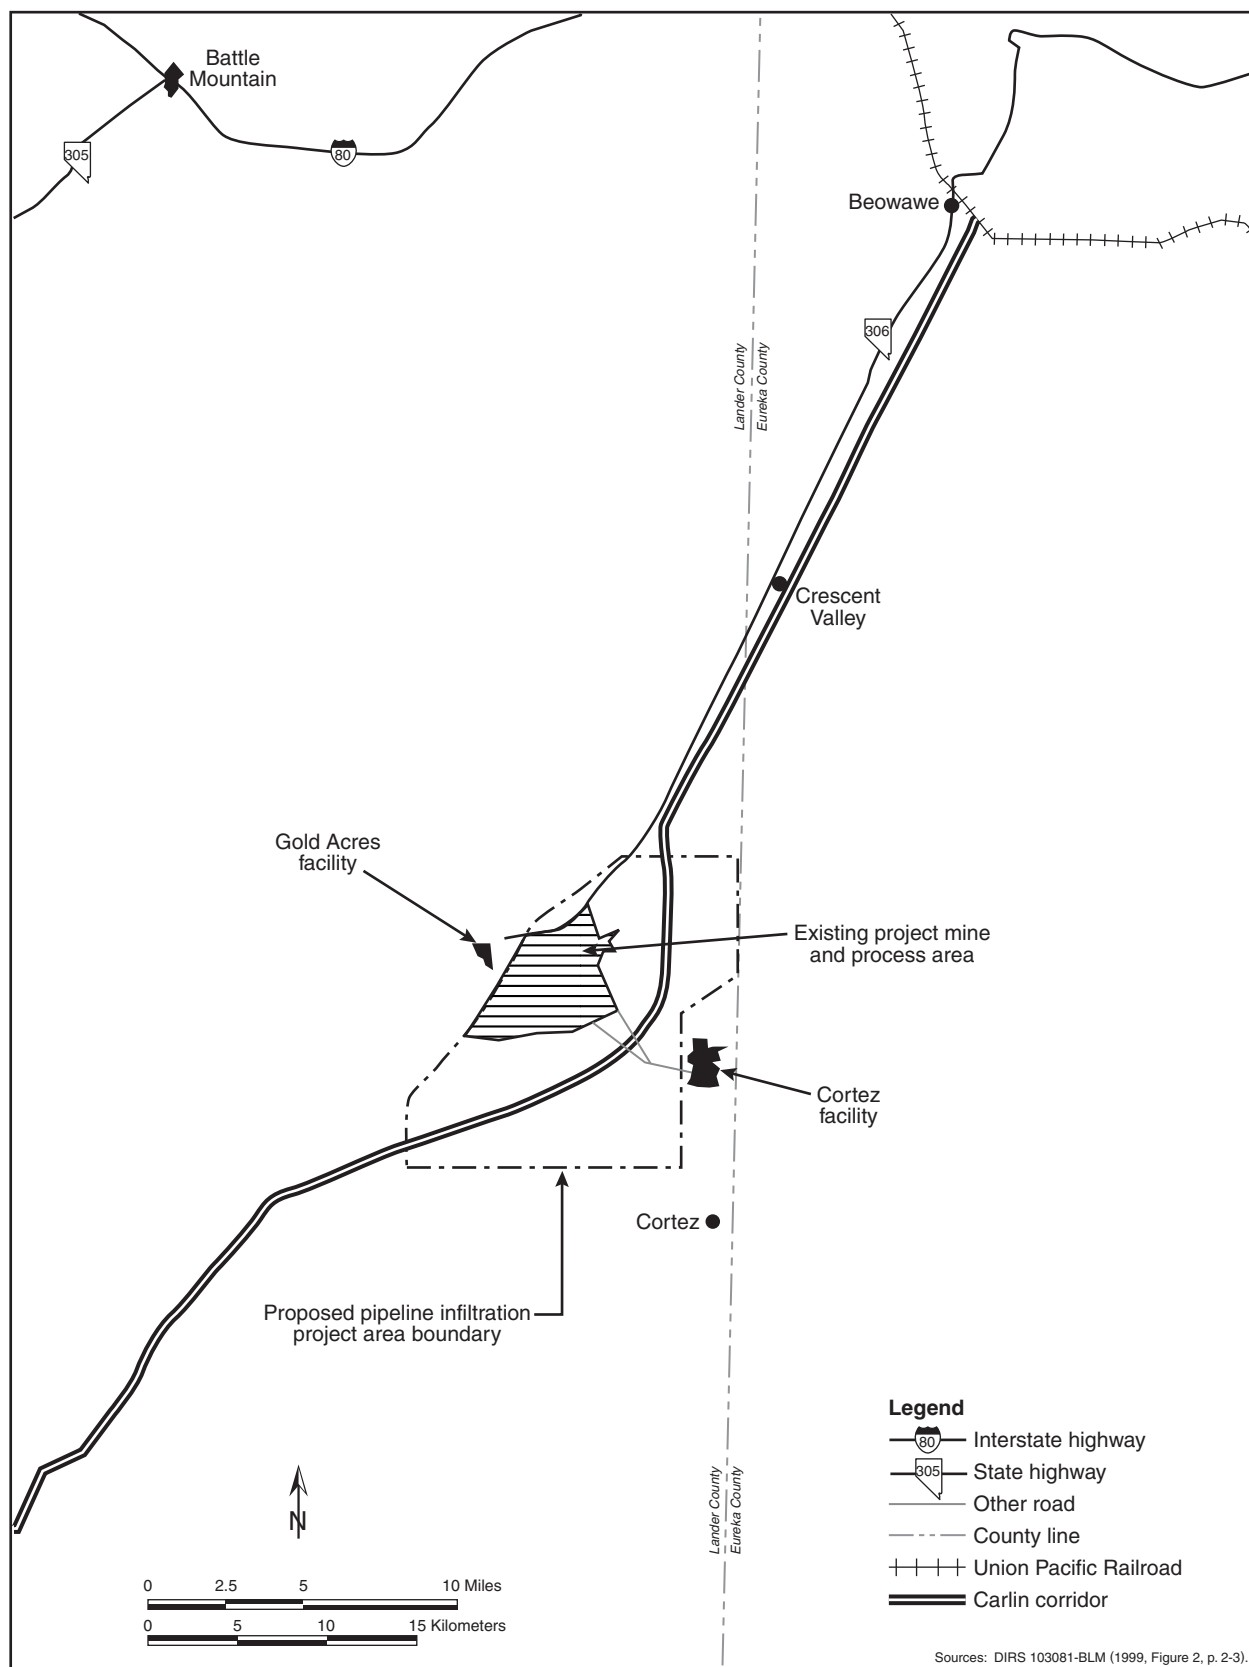 Battle
Mountain
305
80
Beowawe
306
Lander County
Eureka County
Crescent
Valley
Gold Acres
facility
Existing project mine
and process area
Cortez
facility
Cortez
Proposed pipeline infiltration
project area boundary
Lander County
Eureka County
N
0 2.5 5 10 Miles
0 5 10 15 Kilometers
Legend
80 Interstate highway
305 State highway
Other road
County line
Union Pacific Railroad
Carlin corridor
Sources: DIRS 103081-BLM (1999, Figure 2, p. 2-3).